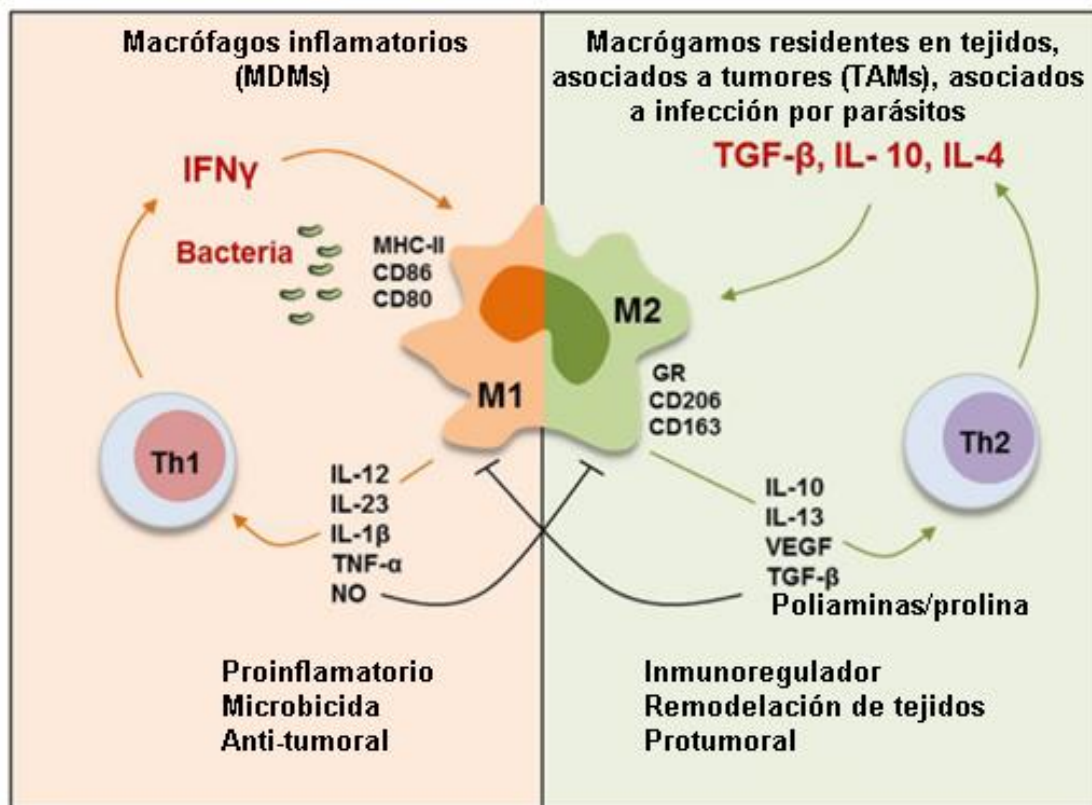 Macrófagos inflamatorios
(MDMs)
IFNγ
Bacteria
MHC-II
CD86
CD80
M1
Th1
IL-12
IL-23
IL-1β
TNF-α
NO
Proinflamatorio
Microbicida
Anti-tumoral
Macrógamos residentes en tejidos,
asociados a tumores (TAMs), asociados
a infección por parásitos
TGF-β, IL- 10, IL-4
M2
GR
CD206
CD163
Th2
IL-10
IL-13
VEGF
TGF-β
Poliaminas/prolina
Inmunoregulador
Remodelación de tejidos
Protumoral